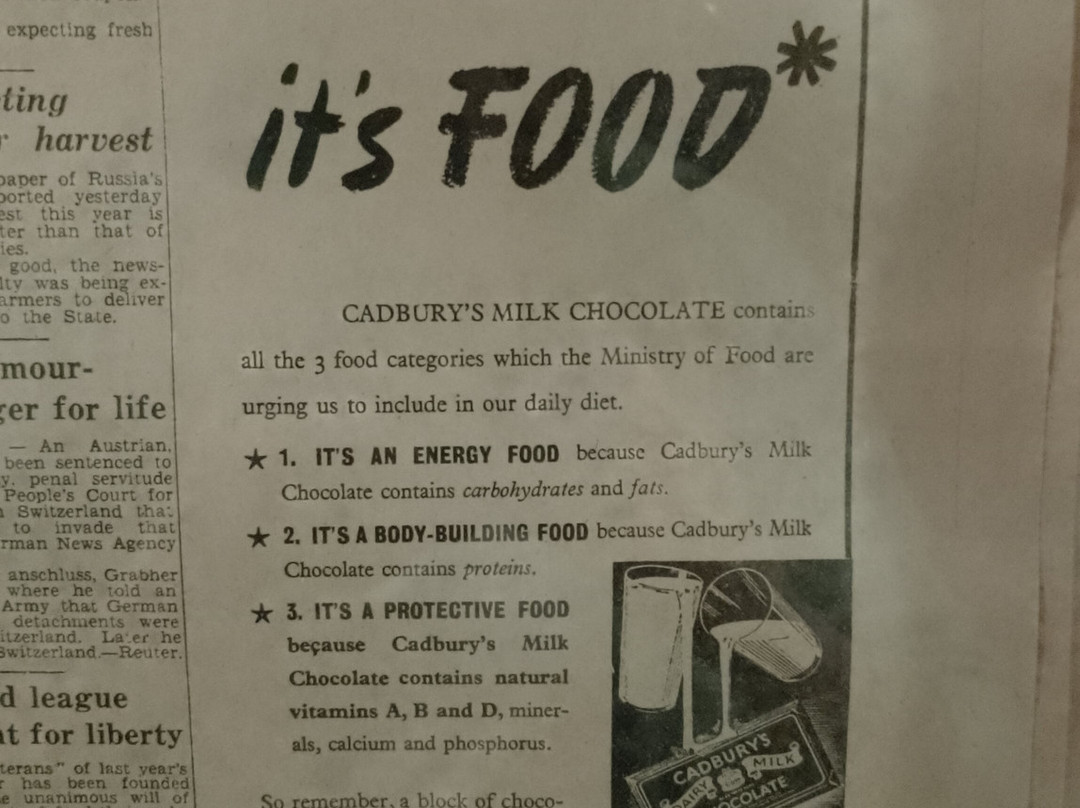 expecting fresh
ting
harvest
paper of Russia's
ported yesterday
est this year is
ter than that of
ies.
good, the news-
lty was being ex-
armers to deliver
o the State.
mour-
ger for life
— An Austrian,
been sentenced to
y. penal servitude
People's Court for
Switzerland that
to invade that
rman News Agency
anschluss, Grabher
where he told an
Army that German
detachments were
itzerland. Later he
Switzerland.—Reuter.
d league
nt for liberty
terans" of last year's
has been founded
unanimous will of
it's FOOD*
CADBURY'S MILK CHOCOLATE contains
all the 3 food categories which the Ministry of Food are
urging us to include in our daily diet.
★ 1. IT'S AN ENERGY FOOD because Cadbury's Milk
Chocolate contains carbohydrates and fats.
★ 2. IT'S A BODY-BUILDING FOOD because Cadbury's Milk
Chocolate contains proteins.
★ 3. IT'S A PROTECTIVE FOOD
because Cadbury's Milk
Chocolate contains natural
vitamins A, B and D, miner-
als, calcium and phosphorus.
So remember, a block of choco-
CADBURY'S
DAIRY MILK
CHOCOLATE